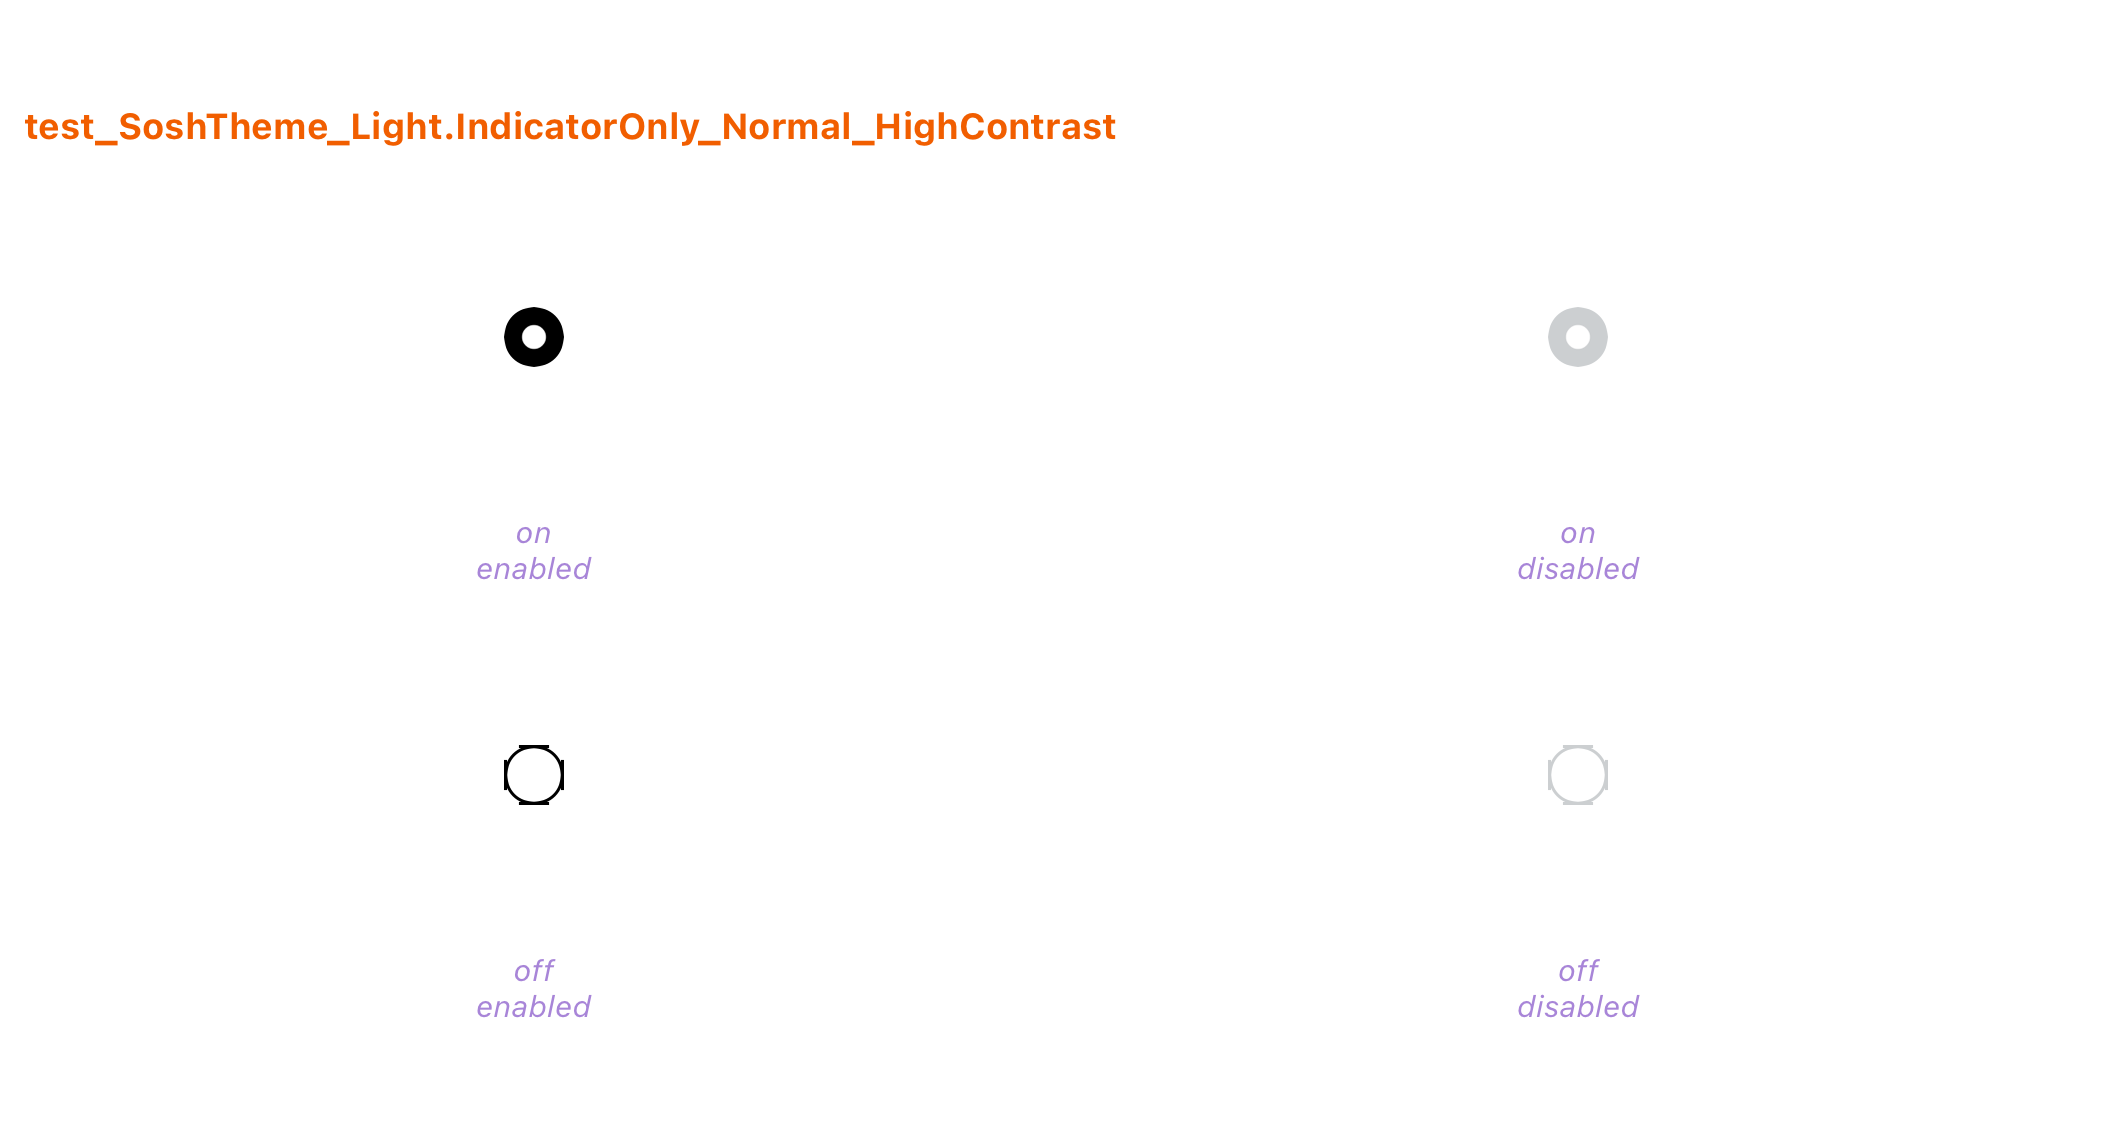 test_SoshTheme_Light.IndicatorOnly_Normal_HighContrast
on
enabled
on
disabled
off
enabled
off
disabled